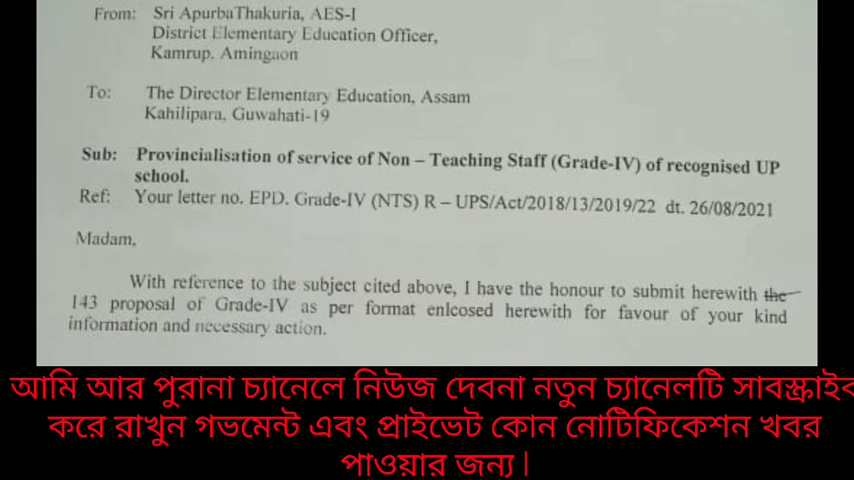 From: Sri ApurbaThakuria, AES-I
District Elementary Education Officer,
Kamrup. Amingaon
To: The Director Elementary Education, Assam
Kahilipara, Guwahati-19
Sub: Provincialisation of service of Non – Teaching Staff (Grade-IV) of recognised UP
school.
Ref: Your letter no. EPD. Grade-IV (NTS) R – UPS/Act/2018/13/2019/22 dt. 26/08/2021
Madam,
With reference to the subject cited above, I have the honour to submit herewith the
143 proposal of Grade-IV as per format enlcosed herewith for favour of your kind
information and necessary action.
আমি আর পুরানা চ্যানেলে নিউজ দেবনা নতুন চ্যানেলটি সাবস্ক্রাইব
করে রাখুন গভমেন্ট এবং প্রাইভেট কোন নোটিফিকেশন খবর
পাওয়ার জন্য |